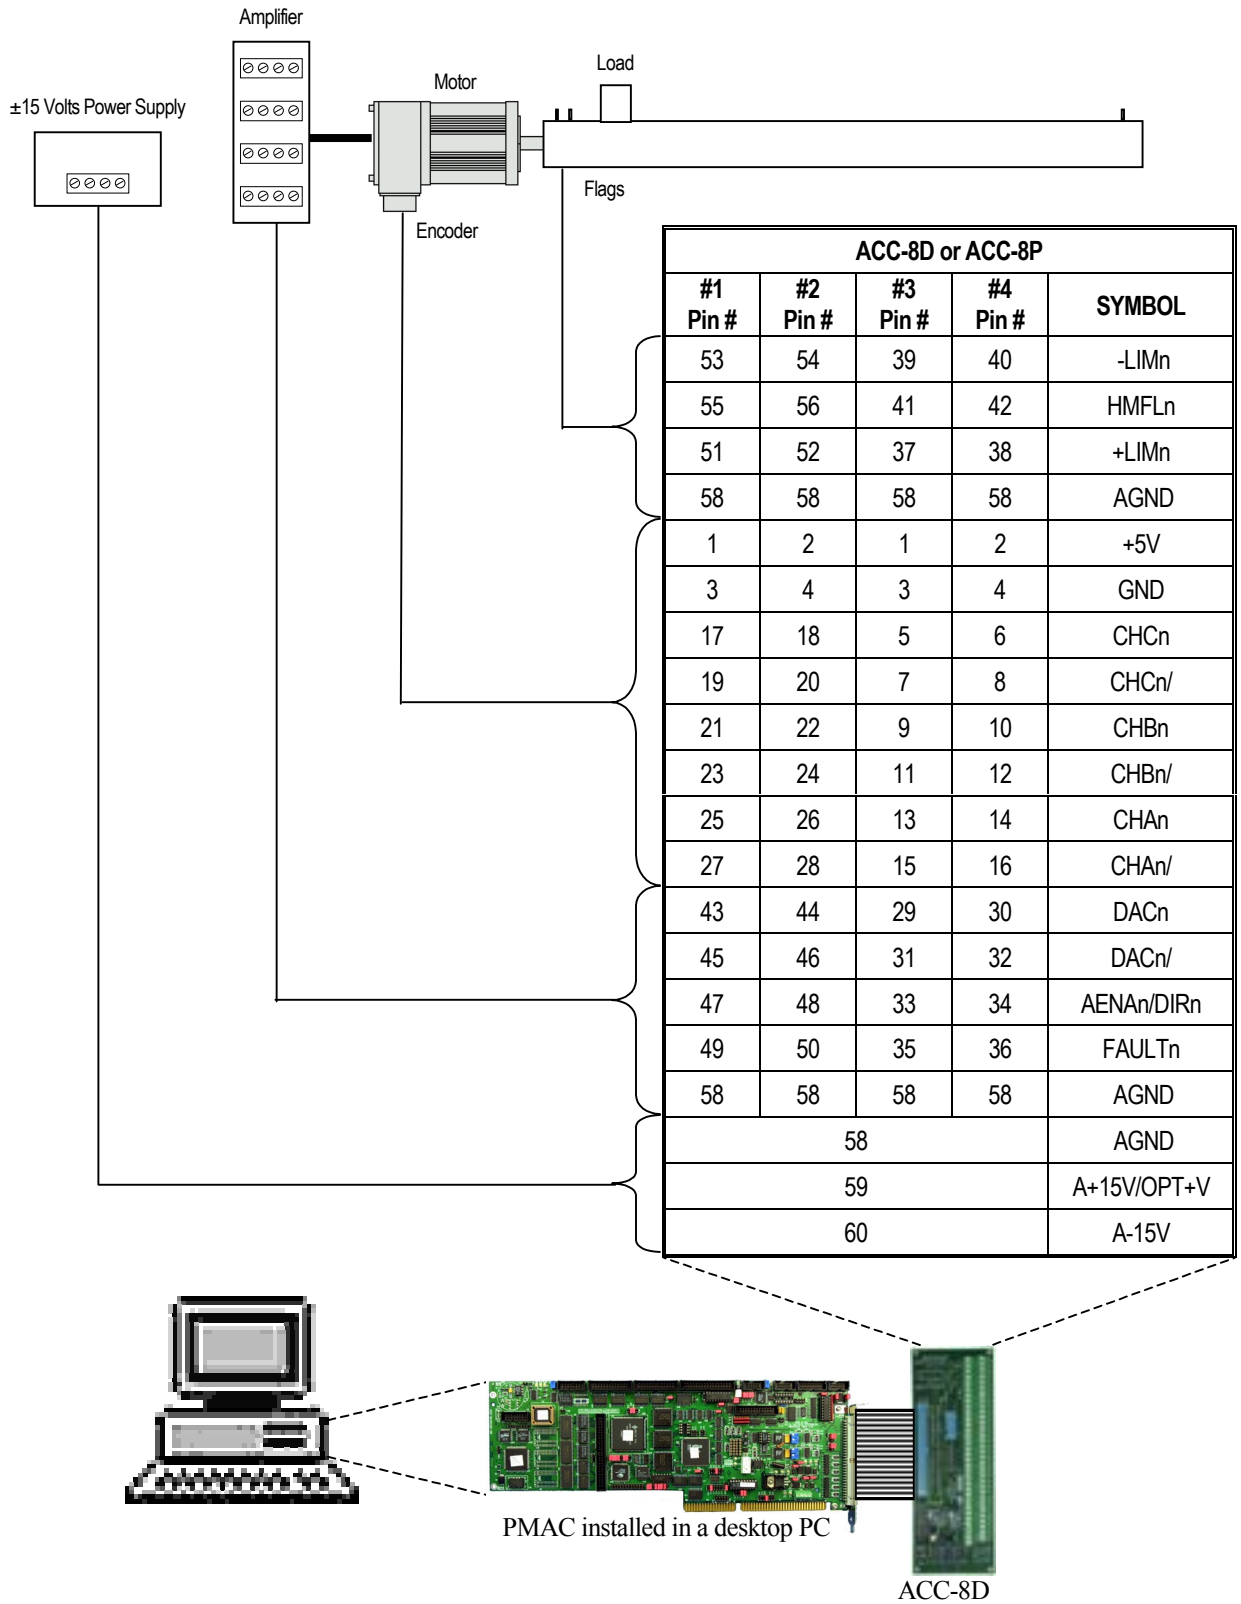 Amplifier
±15 Volts Power Supply
Motor
Load
Flags
Encoder
ACC-8D or ACC-8P
#1 Pin # #2 Pin # #3 Pin # #4 Pin # SYMBOL
53 54 39 40 -LIMn
55 56 41 42 HMFLn
51 52 37 38 +LIMn
58 58 58 58 AGND
1 2 1 2 +5V
3 4 3 4 GND
17 18 5 6 CHCn
19 20 7 8 CHCn/
21 22 9 10 CHBn
23 24 11 12 CHBn/
25 26 13 14 CHAn
27 28 15 16 CHAn/
43 44 29 30 DACn
45 46 31 32 DACn/
47 48 33 34 AENAn/DIRn
49 50 35 36 FAULTn
58 58 58 58 AGND
58 AGND
59 A+15V/OPT+V
60 A-15V
PMAC installed in a desktop PC
ACC-8D